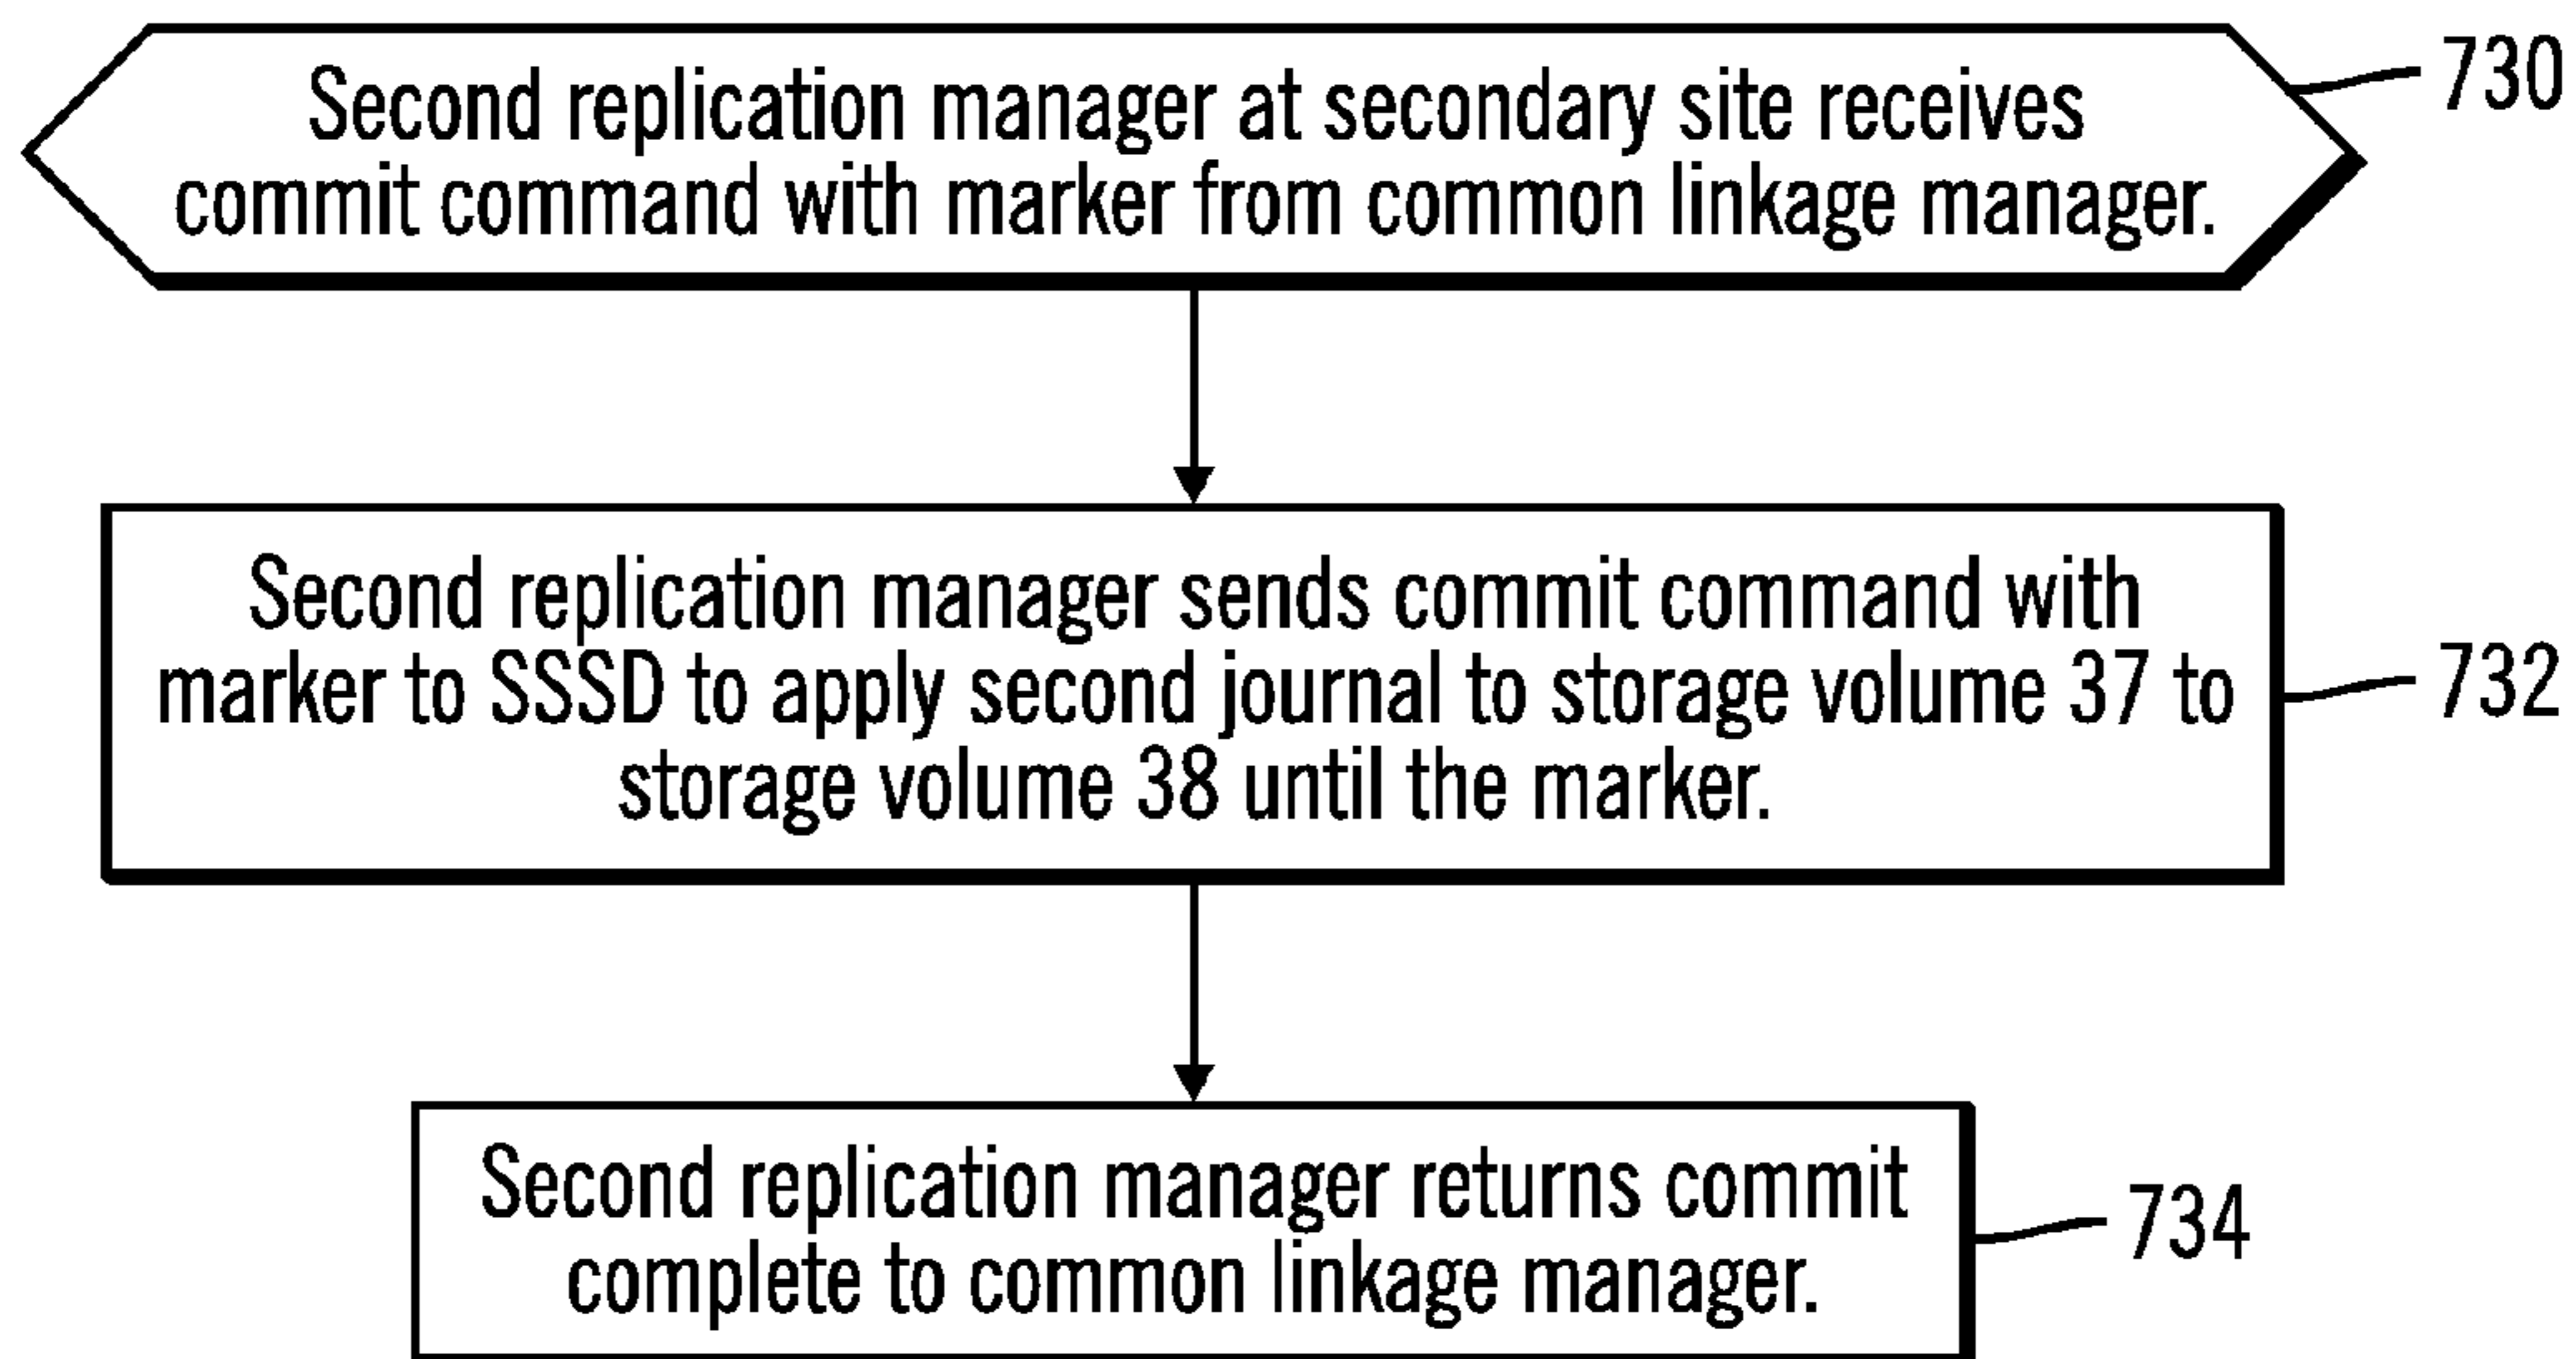 Second replication manager at secondary site receives
commit command with marker from common linkage manager.
730
Second replication manager sends commit command with
marker to SSSD to apply second journal to storage volume 37 to
storage volume 38 until the marker.
732
Second replication manager returns commit
complete to common linkage manager.
734